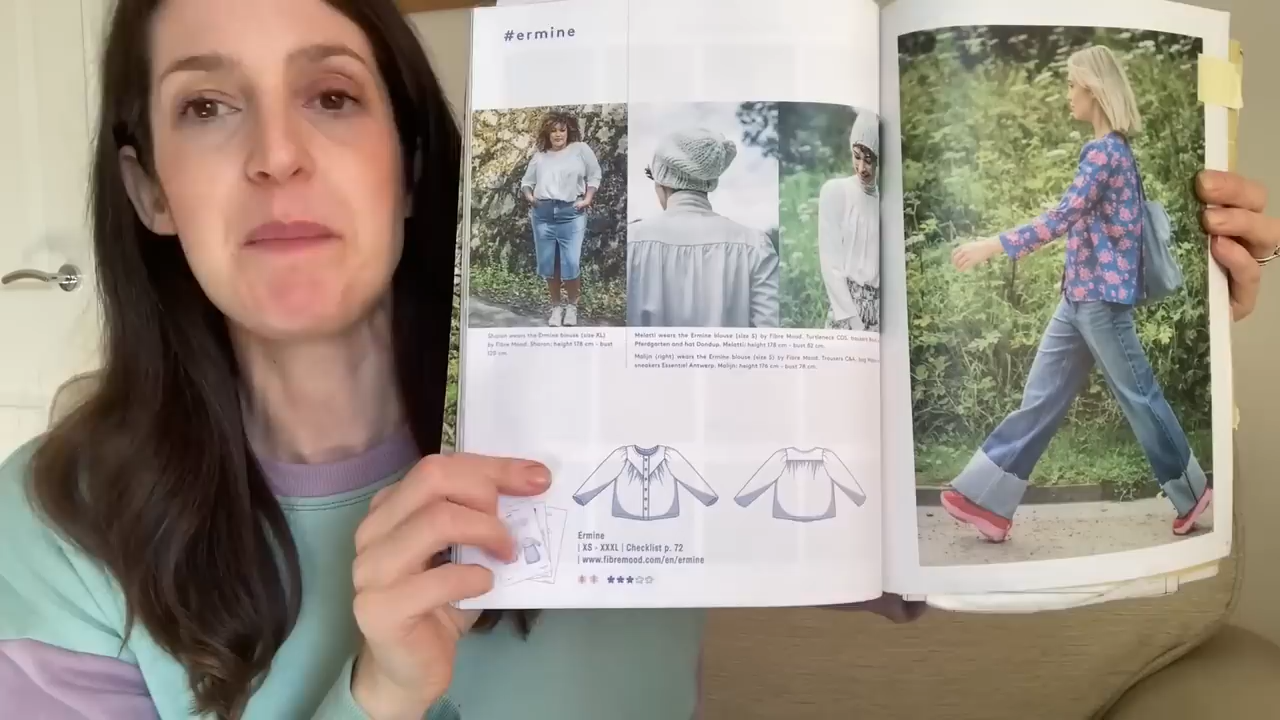 #ermine
Sharon wears the Ermine blouse (size XL)
by Fibre Mood. Sharon: height 178 cm - bust
120 cm.
Melatti wears the Ermine blouse (size S) by Fibre Mood. Turtleneck COS,
Pferdgarten and hat Dondup. Melatti: height 178 cm - bust 82 cm.
Malijn (right) wears the Ermine blouse (size S) by Fibre Mood. Trousers C&A, bag
sneakers Essentiel Antwerp. Malijn: height 176 cm - bust 78 cm.
Ermine
| XS - XXXL | Checklist p. 72
| www.fibremood.com/en/ermine